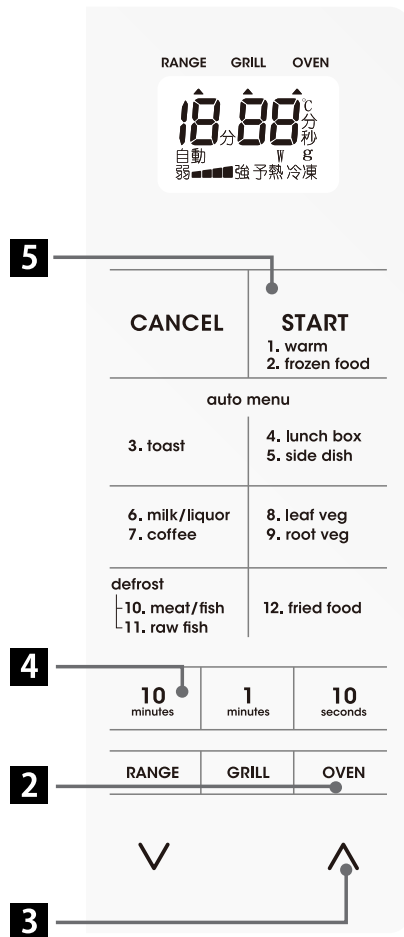 RANGE GRILL OVEN
18分88℃分秒
自動 W g
弱 強 予熱 冷凍
5
CANCEL START
1. warm
2. frozen food
auto menu
3. toast
4. lunch box
5. side dish
6. milk/liquor
7. coffee
8. leaf veg
9. root veg
defrost
10. meat/fish
11. raw fish
12. fried food
4
10 1 10
minutes minutes seconds
2
RANGE GRILL OVEN
3